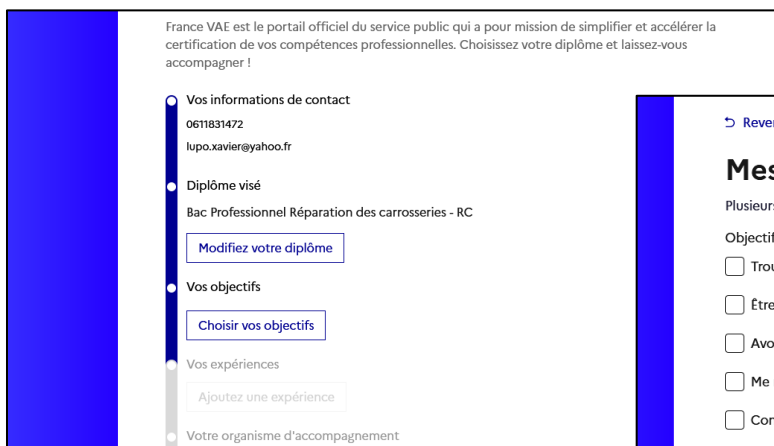 France VAE est le portail officiel du service public qui a pour mission de simplifier et accélérer la
certification de vos compétences professionnelles. Choisissez votre diplôme et laissez-vous
accompagner !
Vos informations de contact
0611831472
lupo.xavier@yahoo.fr
Diplôme visé
Bac Professionnel Réparation des carrosseries - RC
Modifiez votre diplôme
Vos objectifs
Choisir vos objectifs
Vos expériences
Ajoutez une expérience
Votre organisme d'accompagnement
Mes
Plusieurs
Me